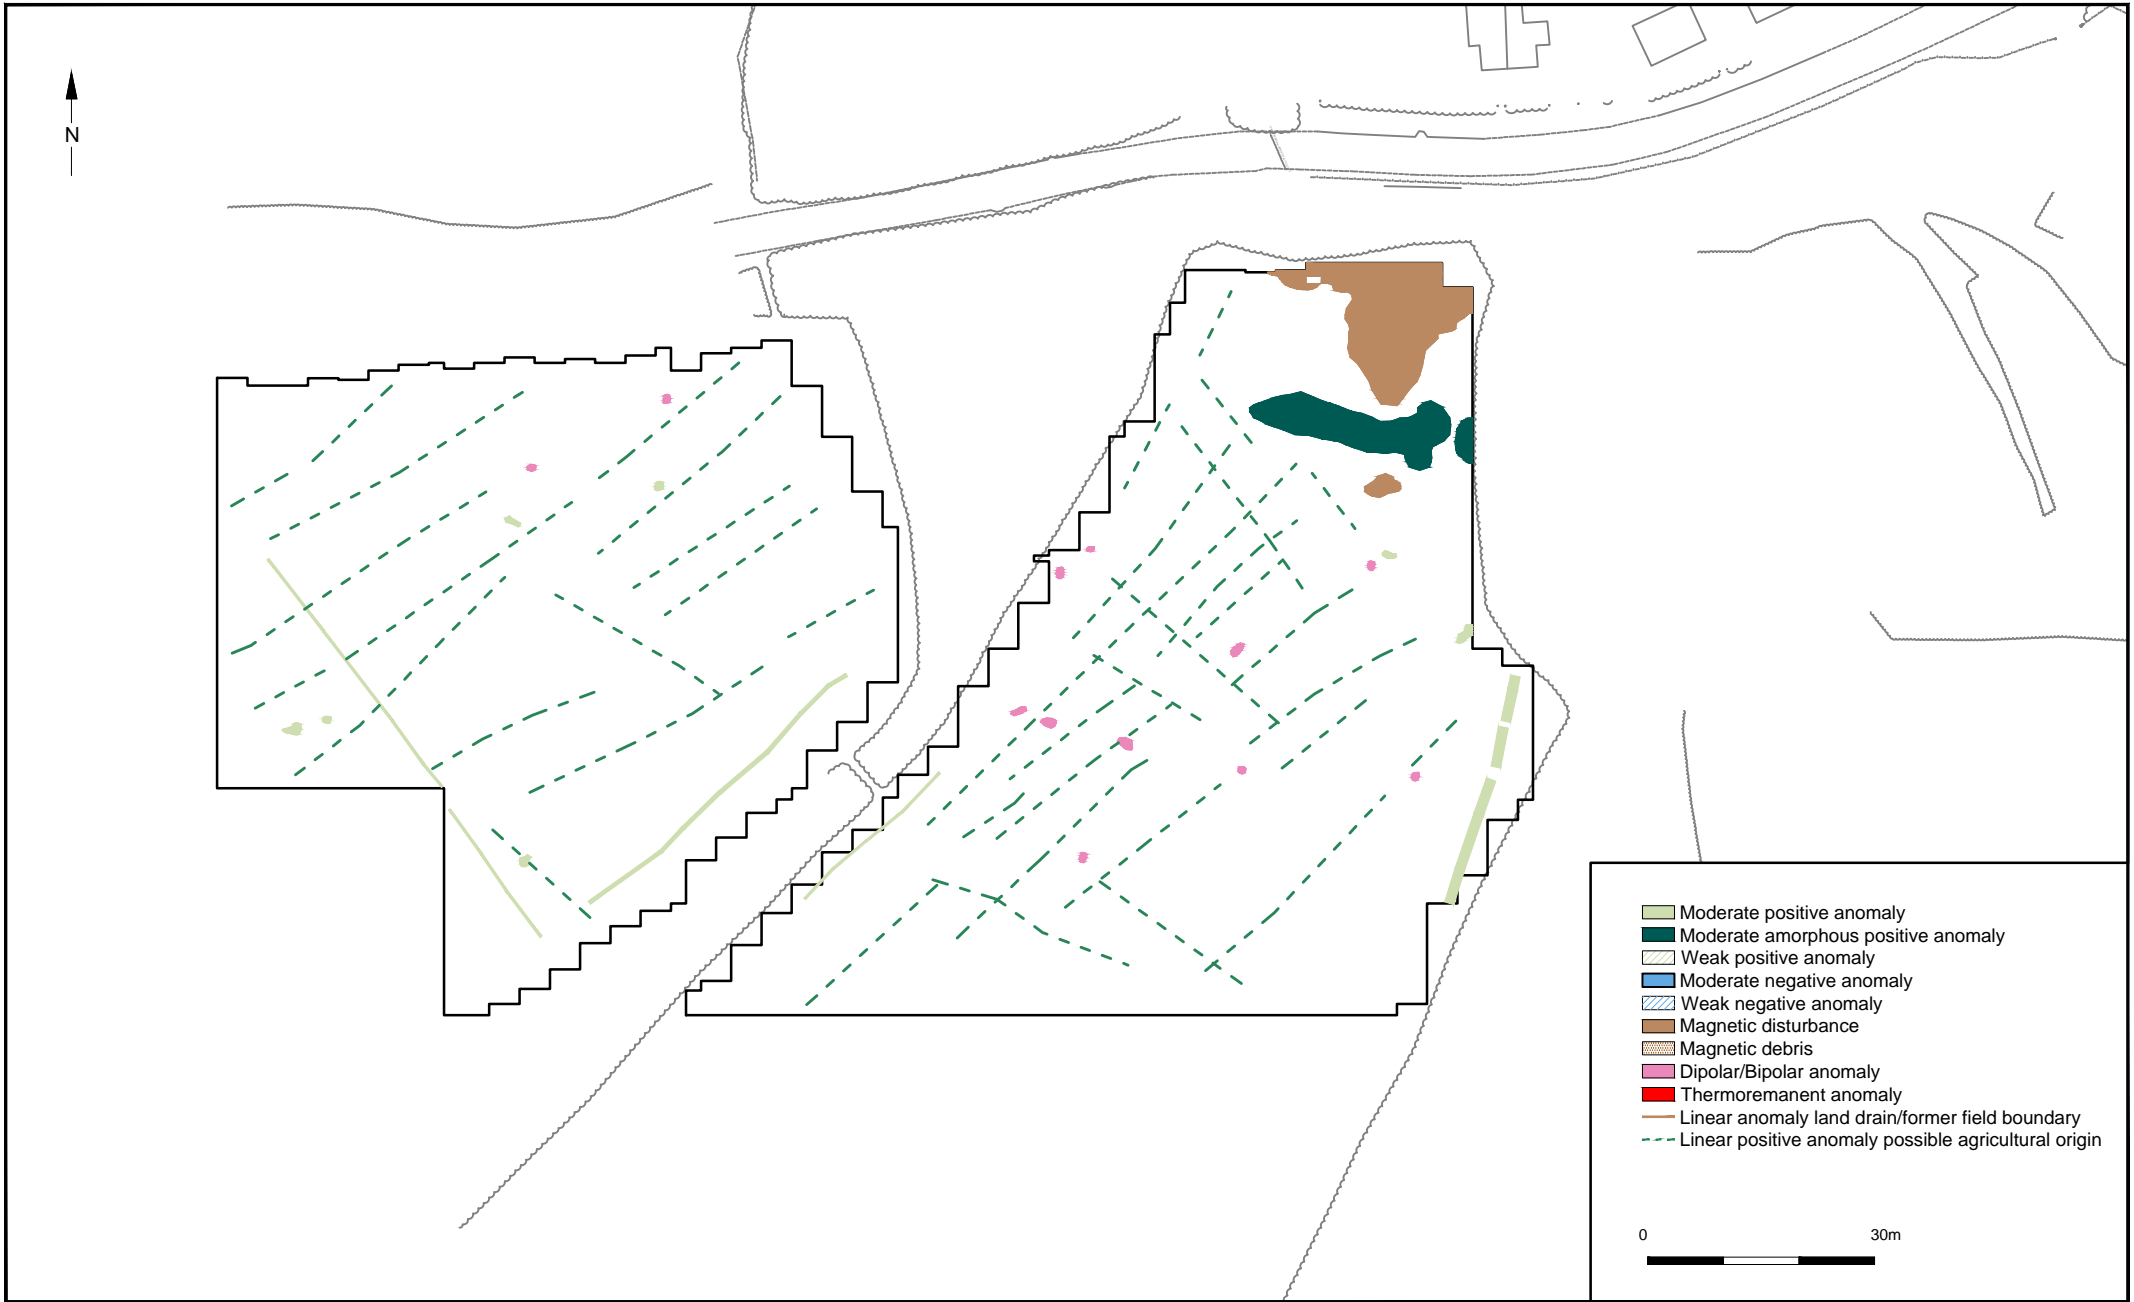 N
Moderate positive anomaly
Moderate amorphous positive anomaly
Weak positive anomaly
Moderate negative anomaly
Weak negative anomaly
Magnetic disturbance
Magnetic debris
Dipolar/Bipolar anomaly
Thermoremanent anomaly
Linear anomaly land drain/former field boundary
Linear positive anomaly possible agricultural origin
0 30m